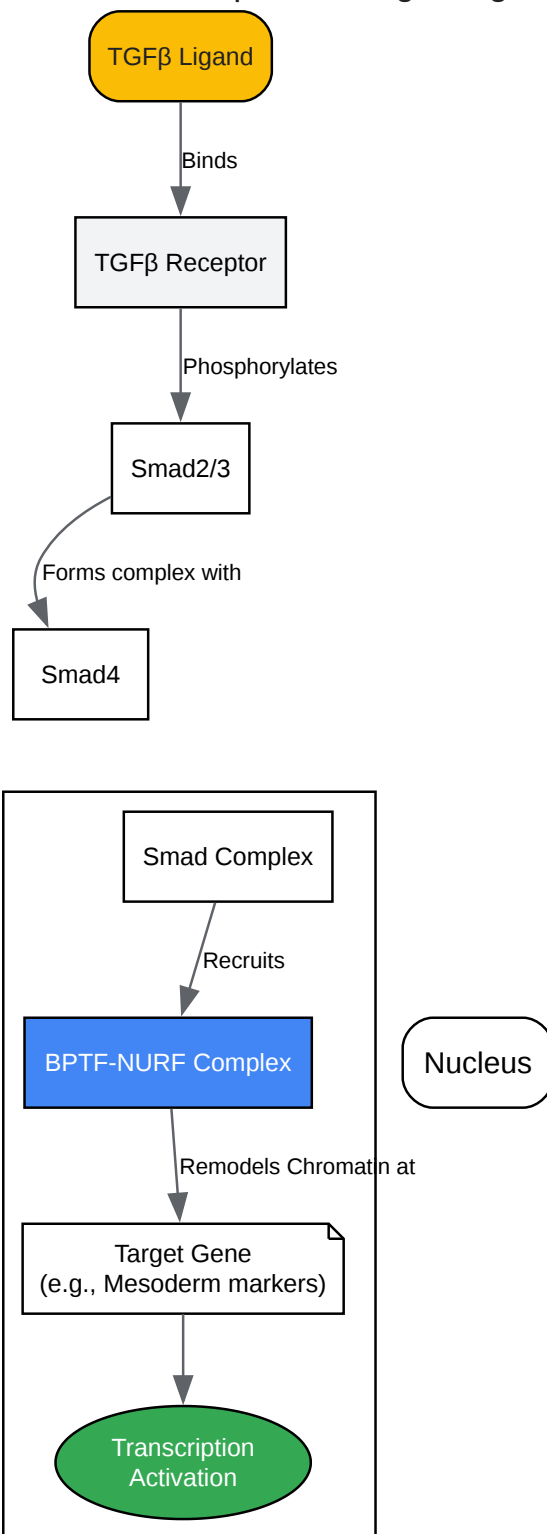 TGFβ Ligand
Binds
TGFβ Receptor
Phosphorylates
Smad2/3
Forms complex with
Smad4
Smad Complex
Recruits
BPTF-NURF Complex
Nucleus
Remodels Chromatin at
Target Gene
(e.g., Mesoderm markers)
Transcription
Activation